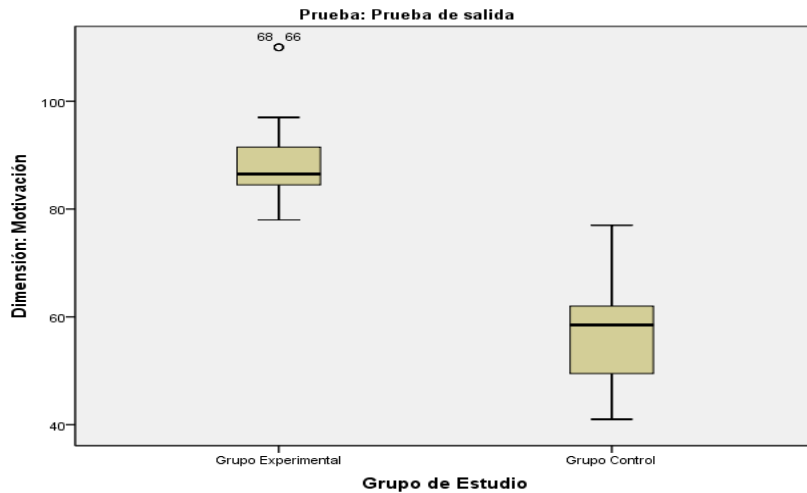 Prueba: Prueba de salida
68 66
100
80
60
40
Dimensión: Motivación
Grupo Experimental
Grupo Control
Grupo de Estudio